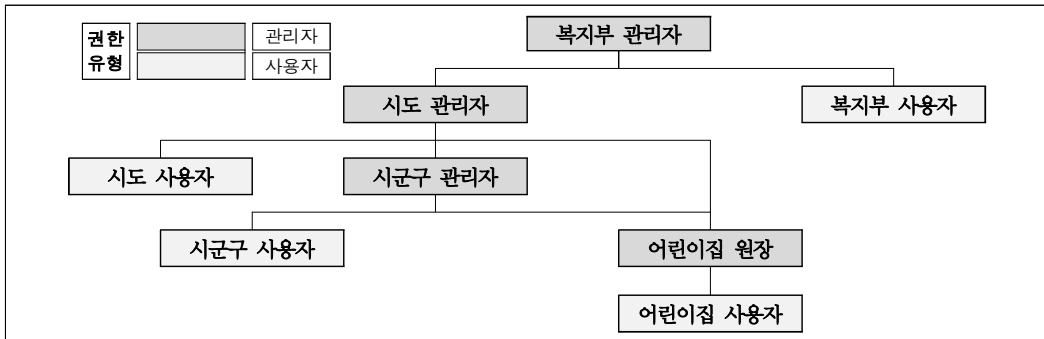 권한
유형
관리자
사용자
복지부 관리자
시도 관리자
복지부 사용자
시도 사용자
시군구 관리자
시군구 사용자
어린이집 원장
어린이집 사용자